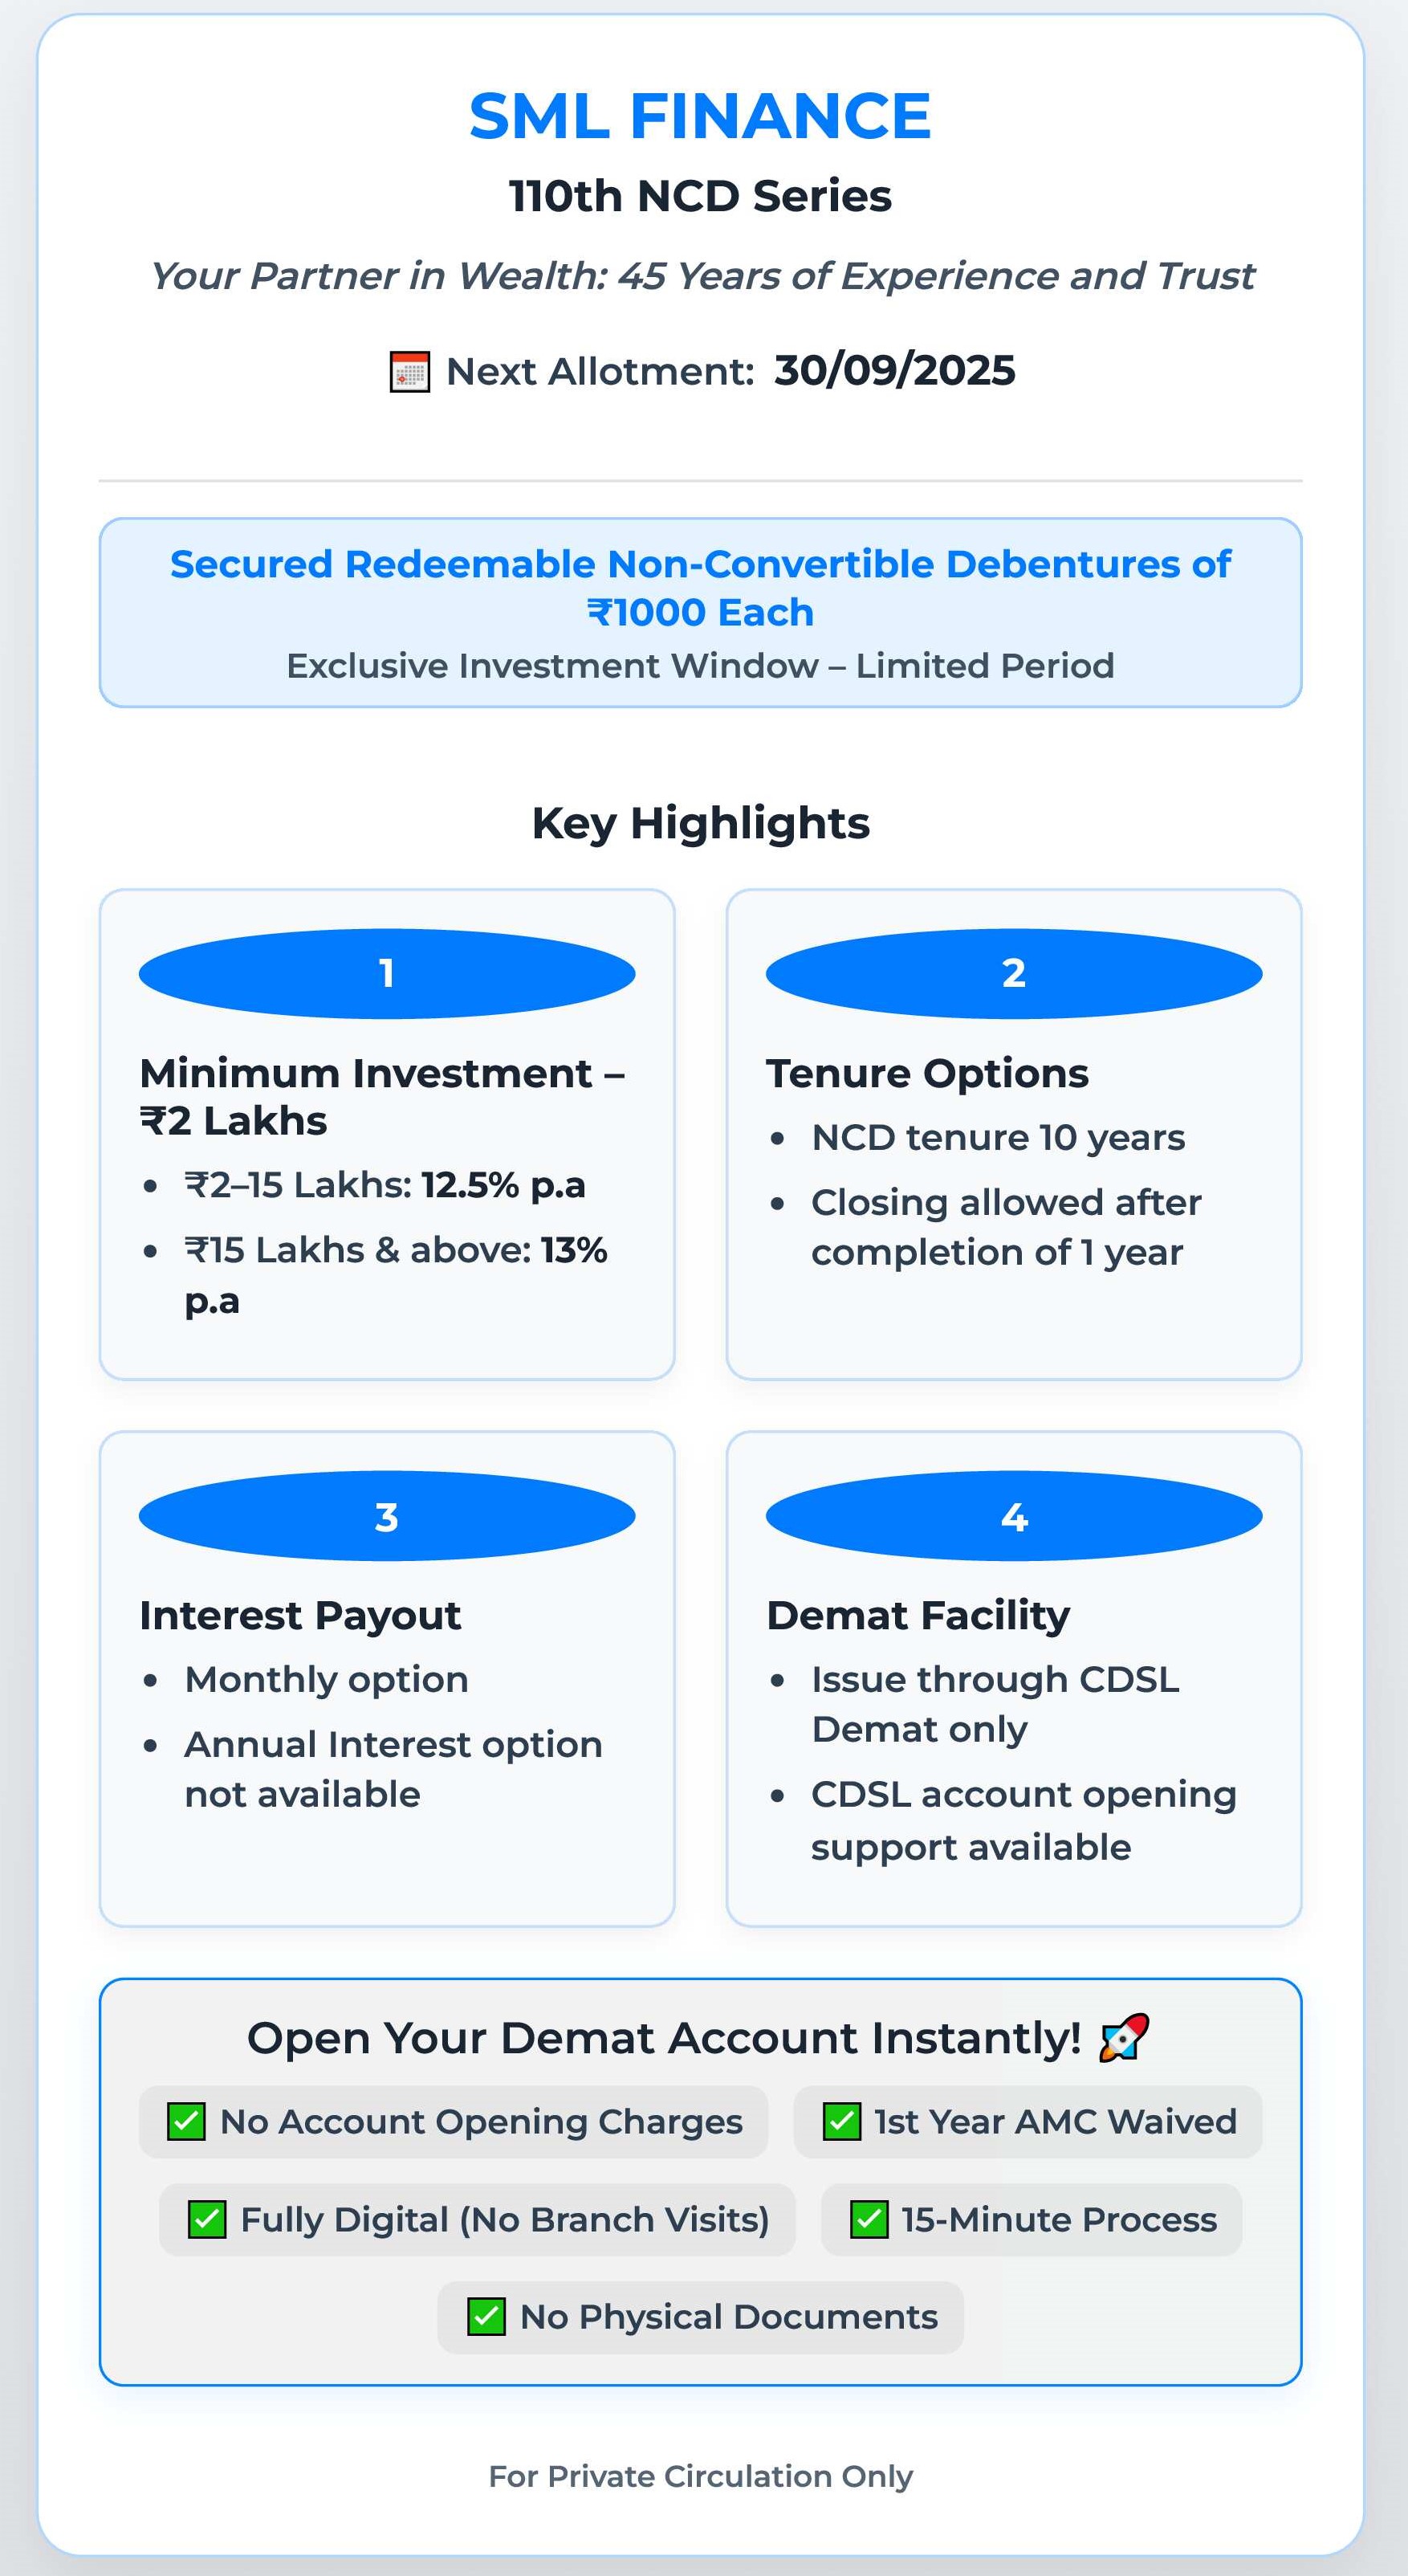 SML FINANCE
110th NCD Series
Your Partner in Wealth: 45 Years of Experience and Trust
Next Allotment: 30/09/2025
Secured Redeemable Non-Convertible Debentures of
₹1000 Each
Exclusive Investment Window – Limited Period
Key Highlights
1
Minimum Investment –
₹2 Lakhs
• ₹2–15 Lakhs: 12.5% p.a
• ₹15 Lakhs & above: 13%
p.a
2
Tenure Options
• NCD tenure 10 years
• Closing allowed after
completion of 1 year
3
Interest Payout
• Monthly option
• Annual Interest option
not available
4
Demat Facility
• Issue through CDSL
Demat only
• CDSL account opening
support available
Open Your Demat Account Instantly! 🚀
✅ No Account Opening Charges
✅ 1st Year AMC Waived
✅ Fully Digital (No Branch Visits)
✅ 15-Minute Process
✅ No Physical Documents
For Private Circulation Only